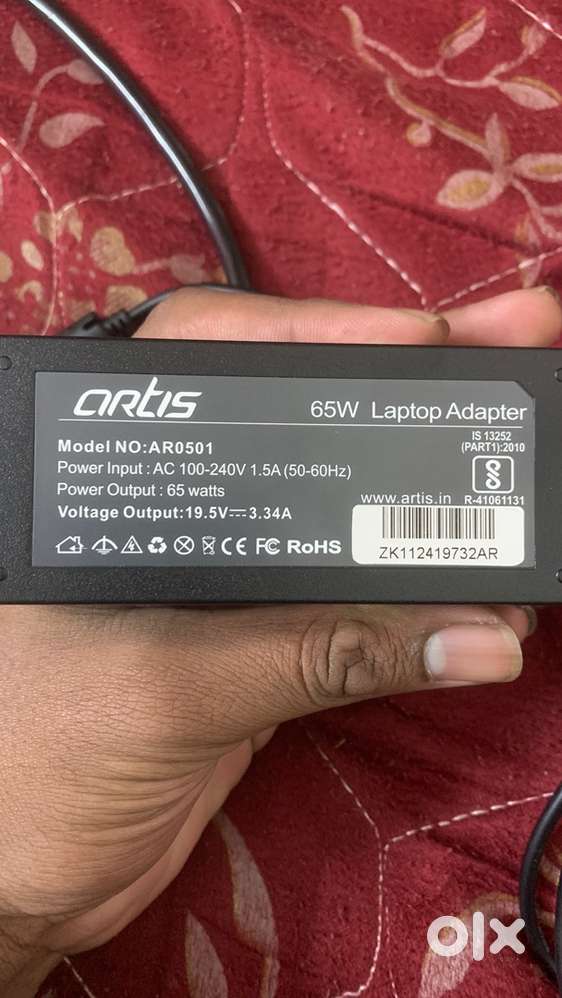 artis
65W Laptop Adapter
Model NO:AR0501
Power Input : AC 100-240V 1.5A (50-60Hz)
Power Output : 65 watts
Voltage Output:19.5V⎓3.34A
CE FC RoHS
IS 13252
(PART1):2010
www.artis.in R-41061131
ZK112419732AR
olx